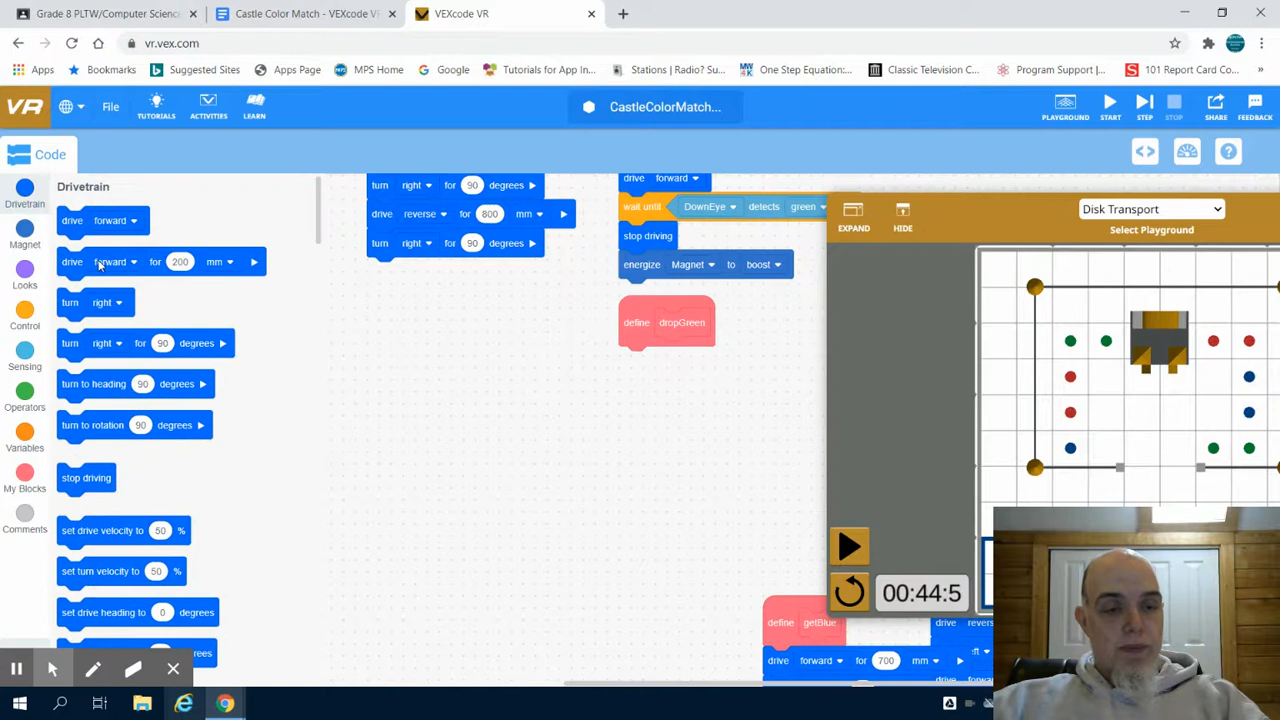 Grade 8 PLTW/Computer Science
Castle Color Match - VEXcode VR
VEXcode VR
vr.vex.com
Apps
Bookmarks
Suggested Sites
Apps Page
MPS Home
Google
Tutorials for App In...
Stations | Radio? Su...
One Step Equation:...
Classic Television C...
Program Support |...
101 Report Card Co...
VR
File
TUTORIALS
ACTIVITIES
LEARN
CastleColorMatch...
PLAYGROUND
START
STEP
STOP
SHARE
FEEDBACK
Code
Drivetrain
Magnet
Looks
Control
Sensing
Operators
Variables
My Blocks
Comments
Drivetrain
drive forward
drive forward for 200 mm
turn right
turn right for 90 degrees
turn to heading 90 degrees
turn to rotation 90 degrees
stop driving
set drive velocity to 50 %
set turn velocity to 50 %
set drive heading to 0 degrees
turn right for 90 degrees
drive reverse for 800 mm
turn right for 90 degrees
drive forward
wait until DownEye detects green
stop driving
energize Magnet to boost
define dropGreen
define getBlue
drive forward for 700 mm
EXPAND
HIDE
Disk Transport
Select Playground
00:44:5